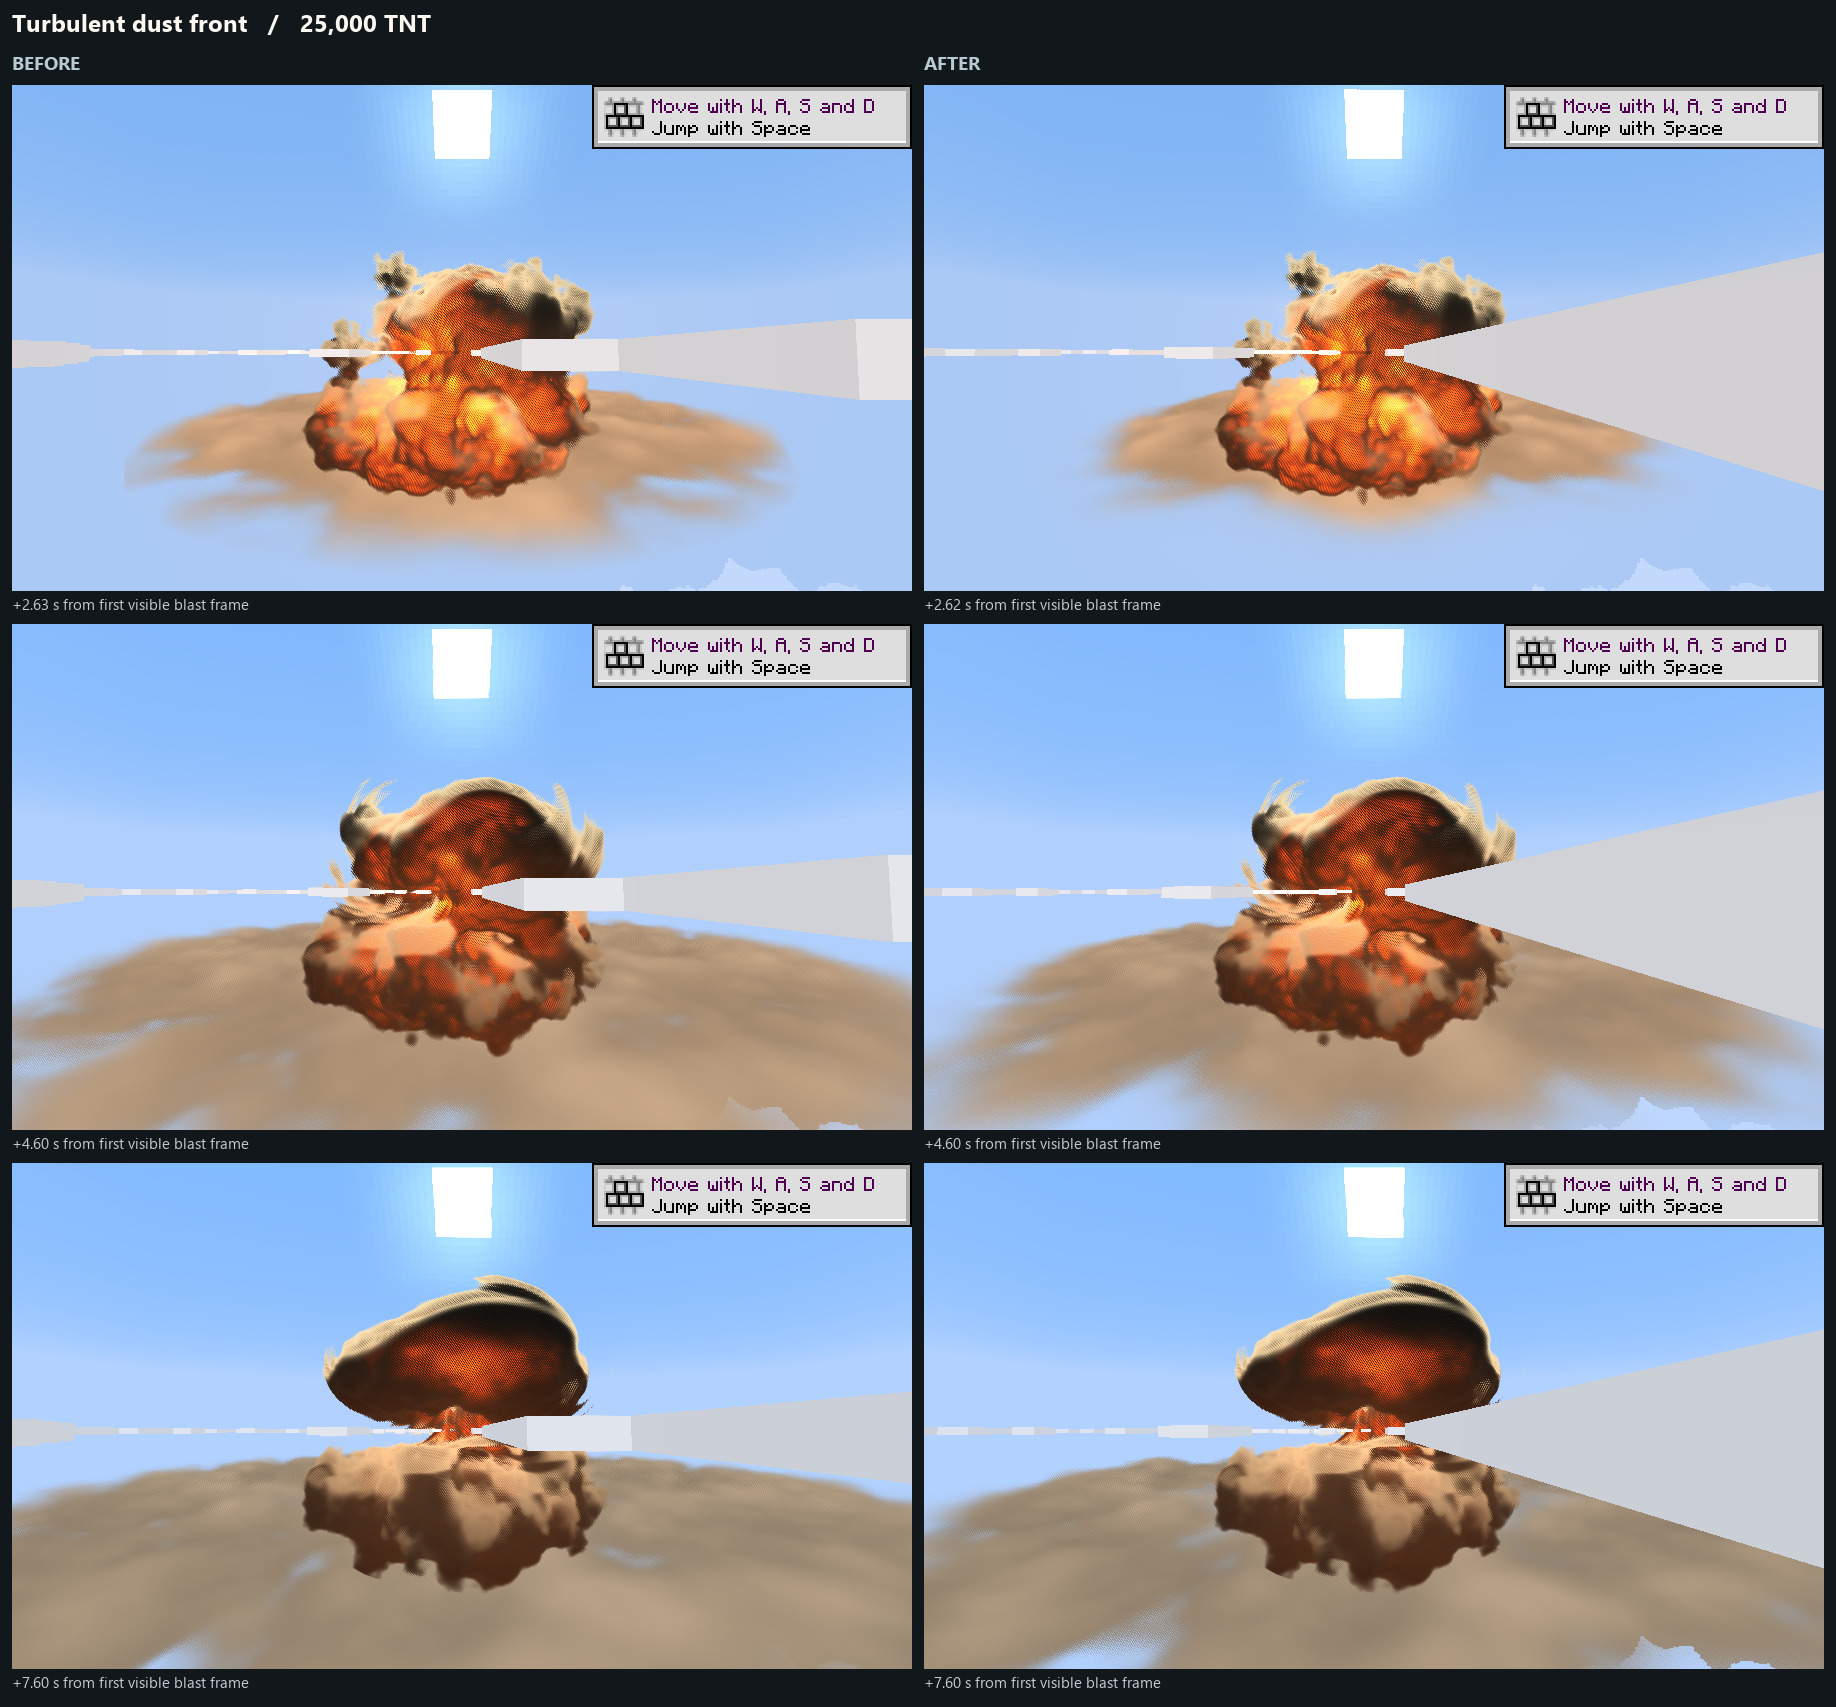 Turbulent dust front / 25,000 TNT
BEFORE
AFTER
Move with W, A, S and D
Jump with Space
Move with W, A, S and D
Jump with Space
+2.63 s from first visible blast frame
+2.62 s from first visible blast frame
Move with W, A, S and D
Jump with Space
Move with W, A, S and D
Jump with Space
+4.60 s from first visible blast frame
+4.60 s from first visible blast frame
Move with W, A, S and D
Jump with Space
Move with W, A, S and D
Jump with Space
+7.60 s from first visible blast frame
+7.60 s from first visible blast frame